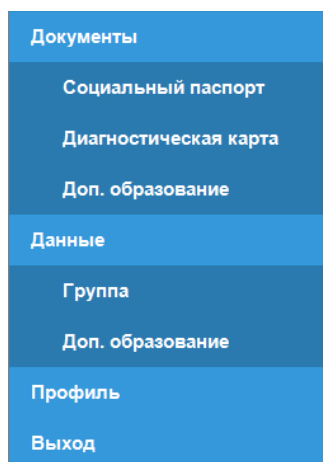 Документы
Социальный паспорт
Диагностическая карта
Доп. образование
Данные
Группа
Доп. образование
Профиль
Выход